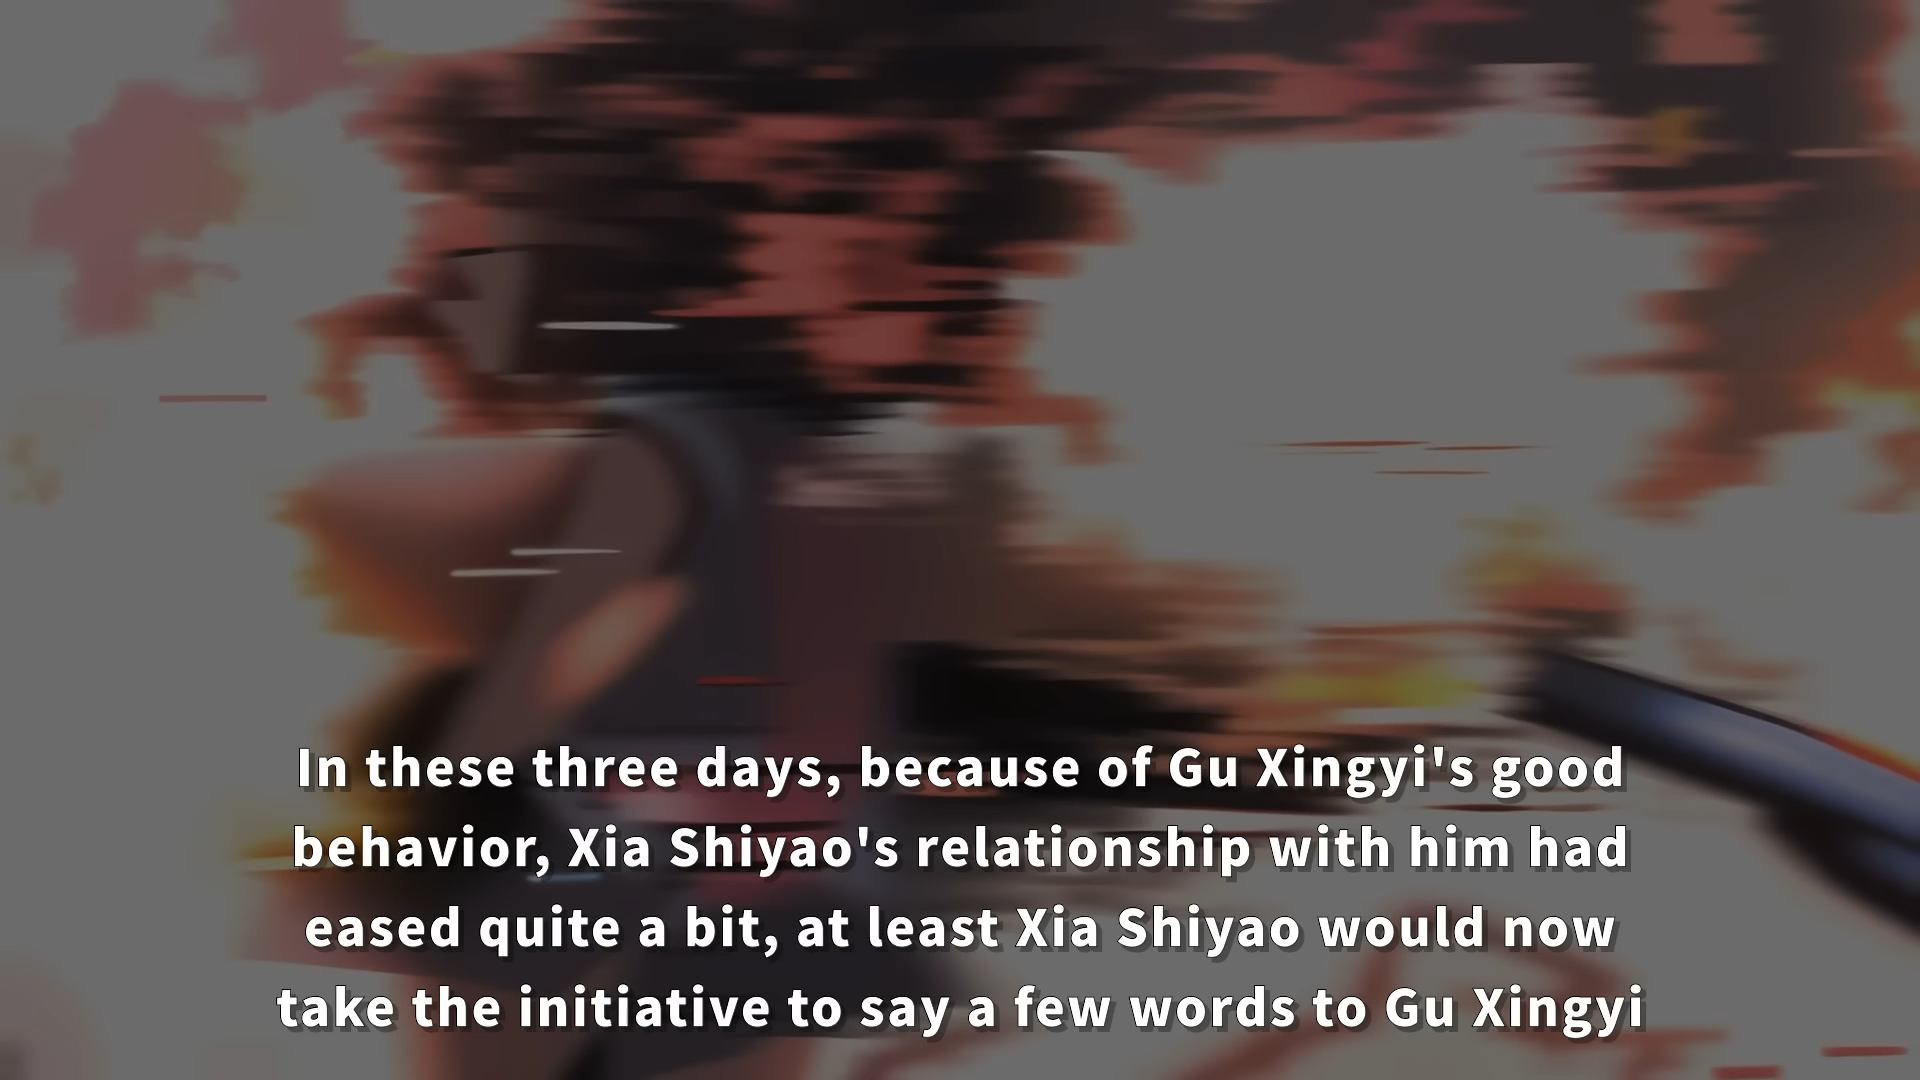 In these three days, because of Gu Xingyi's good
behavior, Xia Shiyao's relationship with him had
eased quite a bit, at least Xia Shiyao would now
take the initiative to say a few words to Gu Xingyi